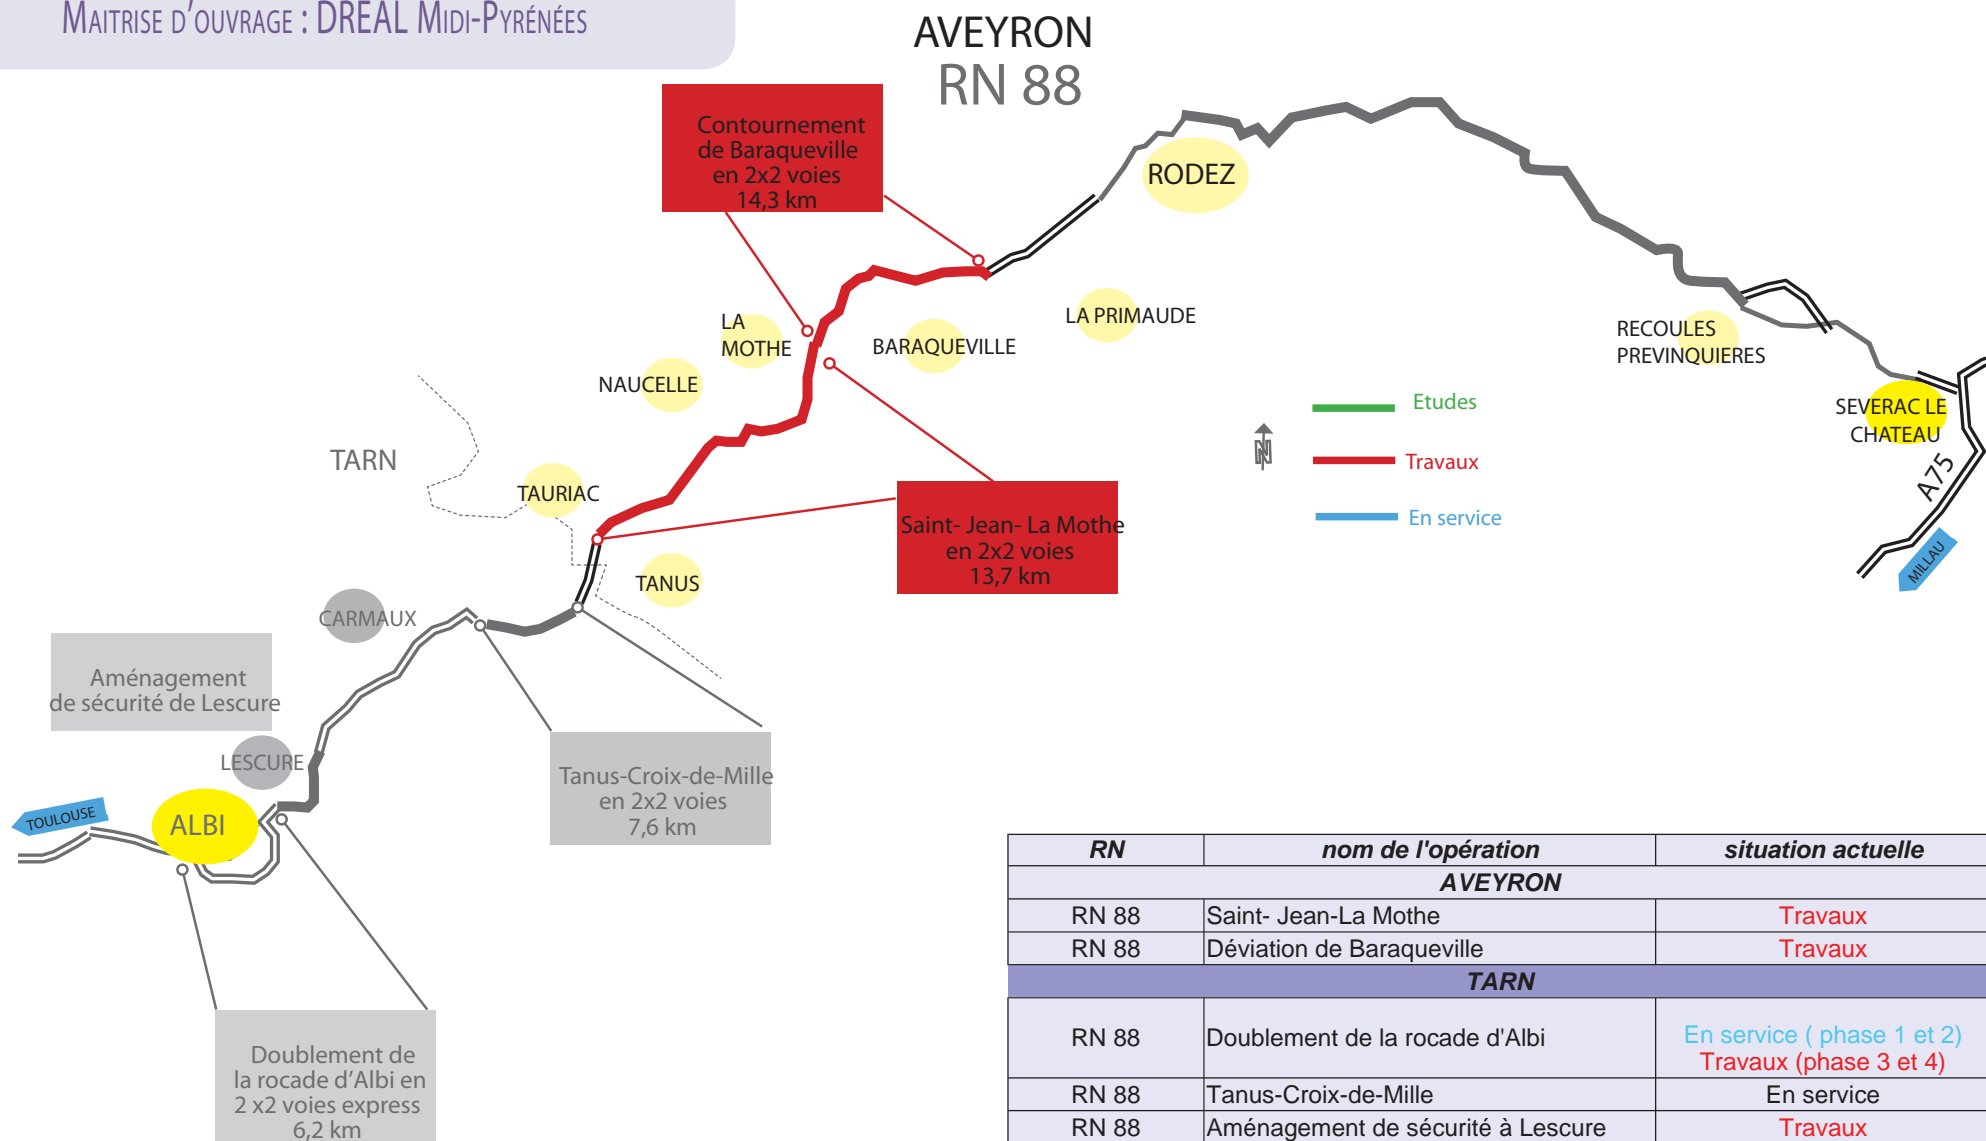 MAITRISE D'OUVRAGE : DREAL MIDI-PYRÉNÉES
AVEYRON
RN 88
Contournement
de Baraqueville
en 2x2 voies
14,3 km
RODEZ
LA
MOTHE
BARAQUEVILLE
LA PRIMAUDE
NAUCELLE
RECOULES
PREVINQUIERES
SEVERAC LE
CHATEAU
A75
MILLAU
Etudes
Travaux
En service
TARN
TAURIAC
Saint- Jean- La Mothe
en 2x2 voies
13,7 km
TANUS
CARMAUX
Aménagement
de sécurité de Lescure
LESCURE
Tanus-Croix-de-Mille
en 2x2 voies
7,6 km
TOULOUSE
ALBI
Doublement de
la rocade d’Albi en
2 x2 voies express
6,2 km
RN nom de l'opération situation actuelle
AVEYRON
RN 88 Saint- Jean-La Mothe Travaux
RN 88 Déviation de Baraqueville Travaux
TARN
RN 88 Doublement de la rocade d'Albi En service ( phase 1 et 2)
Travaux (phase 3 et 4)
RN 88 Tanus-Croix-de-Mille En service
RN 88 Aménagement de sécurité à Lescure Travaux